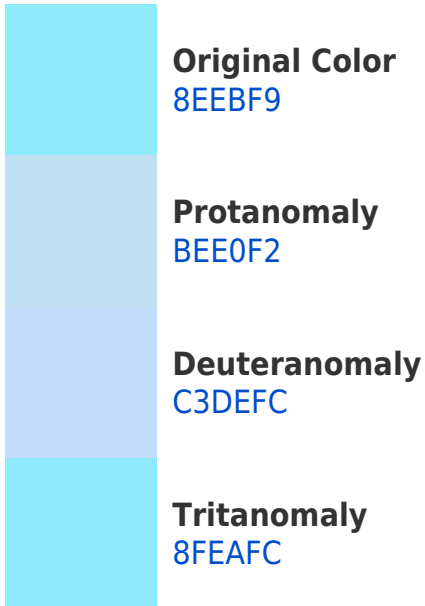 Original Color
8EEBF9
Protanomaly
BEE0F2
Deuteranomaly
C3DEFC
Tritanomaly
8FEAFC